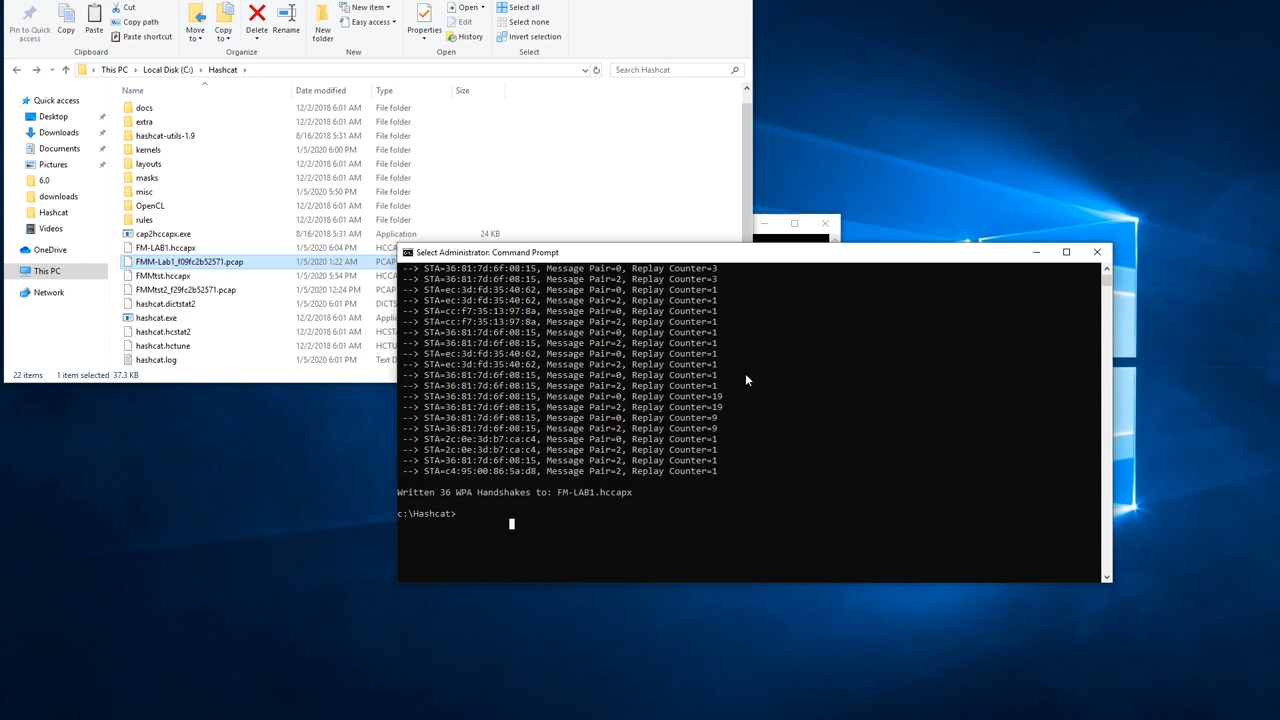 Cut
Copy path
Paste shortcut
Pin to Quick access
Copy
Paste
Clipboard
Move to
Copy to
Delete
Rename
Organize
New item
Easy access
New folder
New
Properties
Open
Edit
History
Open
Select all
Select none
Invert selection
Select
This PC > Local Disk (C:) > Hashcat >
Search Hashcat
Name Date modified Type Size
Quick access
Desktop
Downloads
Documents
Pictures
6.0
downloads
Hashcat
Videos
OneDrive
This PC
Network
docs 12/2/2018 6:01 AM File folder
extra 12/2/2018 6:01 AM File folder
hashcat-utils-1.9 8/16/2018 5:31 AM File folder
kernels 1/5/2020 6:00 PM File folder
layouts 12/2/2018 6:01 AM File folder
masks 12/2/2018 6:01 AM File folder
misc 1/5/2020 5:50 PM File folder
OpenCL 12/2/2018 6:01 AM File folder
rules 12/2/2018 6:01 AM File folder
cap2hccapx.exe 8/16/2018 5:31 AM Application 24 KB
FM-LAB1.hccapx 1/5/2020 6:04 PM HCCA
FMM-Lab1_f09fc2b52571.pcap 1/5/2020 1:22 AM PCAP
FMMtst.hccapx 1/5/2020 5:54 PM HCCA
FMMtst2_f29fc2b52571.pcap 1/5/2020 12:24 PM PCAP
hashcat.dictstat2 1/5/2020 6:01 PM DICTS
hashcat.exe 12/2/2018 6:01 AM Applic
hashcat.hcstat2 12/2/2018 6:01 AM HCST
hashcat.hctune 12/2/2018 6:01 AM HCTU
hashcat.log 1/5/2020 6:01 PM Text D
22 items 1 item selected 37.3 KB
Select Administrator: Command Prompt
--> STA=36:81:7d:6f:08:15, Message Pair=0, Replay Counter=3
--> STA=36:81:7d:6f:08:15, Message Pair=2, Replay Counter=3
--> STA=ec:3d:fd:35:40:62, Message Pair=0, Replay Counter=1
--> STA=ec:3d:fd:35:40:62, Message Pair=2, Replay Counter=1
--> STA=cc:f7:35:13:97:8a, Message Pair=0, Replay Counter=1
--> STA=cc:f7:35:13:97:8a, Message Pair=2, Replay Counter=1
--> STA=36:81:7d:6f:08:15, Message Pair=0, Replay Counter=1
--> STA=36:81:7d:6f:08:15, Message Pair=2, Replay Counter=1
--> STA=ec:3d:fd:35:40:62, Message Pair=0, Replay Counter=1
--> STA=ec:3d:fd:35:40:62, Message Pair=2, Replay Counter=1
--> STA=36:81:7d:6f:08:15, Message Pair=0, Replay Counter=1
--> STA=36:81:7d:6f:08:15, Message Pair=2, Replay Counter=1
--> STA=36:81:7d:6f:08:15, Message Pair=0, Replay Counter=19
--> STA=36:81:7d:6f:08:15, Message Pair=2, Replay Counter=19
--> STA=36:81:7d:6f:08:15, Message Pair=0, Replay Counter=9
--> STA=36:81:7d:6f:08:15, Message Pair=2, Replay Counter=9
--> STA=2c:0e:3d:b7:ca:c4, Message Pair=0, Replay Counter=1
--> STA=2c:0e:3d:b7:ca:c4, Message Pair=2, Replay Counter=1
--> STA=36:81:7d:6f:08:15, Message Pair=2, Replay Counter=1
--> STA=c4:95:00:86:5a:d8, Message Pair=2, Replay Counter=1
Written 36 WPA Handshakes to: FM-LAB1.hccapx
c:\Hashcat>